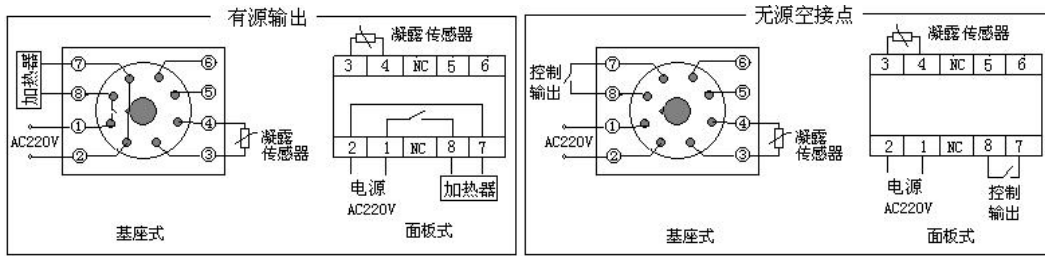 有源输出
加热器
⑦
⑥
⑧
⑤
①
④
AC220V
②
③
凝露
传感器
基座式
凝露传感器
3 4 NC 5 6
2 1 NC 8 7
电源
AC220V
加热器
面板式
无源空接点
控制
输出
⑦
⑥
⑧
⑤
①
④
AC220V
②
③
凝露
传感器
基座式
凝露传感器
3 4 NC 5 6
2 1 NC 8 7
电源
AC220V
控制
输出
面板式